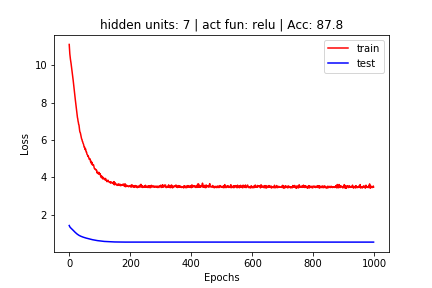 hidden units: 7 | act fun: relu | Acc: 87.8
train
test
Loss
10
8
6
4
2
0 200 400 600 800 1000
Epochs